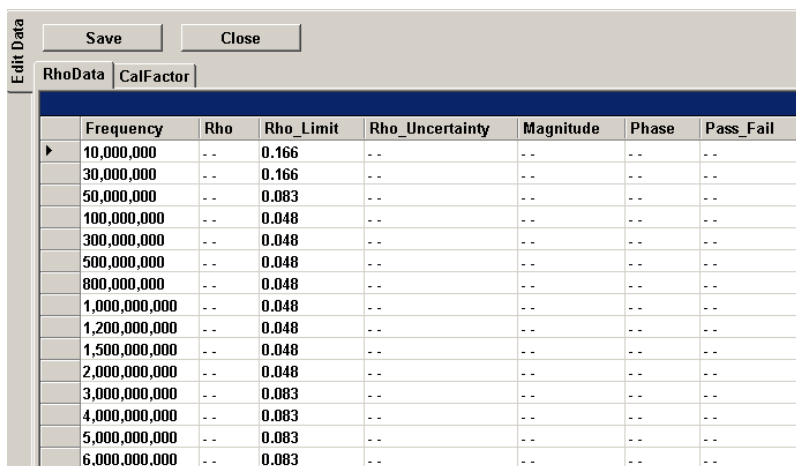 Edit Data
Save Close
RhoData CalFactor
Frequency Rho Rho_Limit Rho_Uncertainty Magnitude Phase Pass_Fail
10,000,000 - - 0.166 - - - - - - - -
30,000,000 - - 0.166 - - - - - - - -
50,000,000 - - 0.083 - - - - - - - -
100,000,000 - - 0.048 - - - - - - - -
300,000,000 - - 0.048 - - - - - - - -
500,000,000 - - 0.048 - - - - - - - -
800,000,000 - - 0.048 - - - - - - - -
1,000,000,000 - - 0.048 - - - - - - - -
1,200,000,000 - - 0.048 - - - - - - - -
1,500,000,000 - - 0.048 - - - - - - - -
2,000,000,000 - - 0.048 - - - - - - - -
3,000,000,000 - - 0.083 - - - - - - - -
4,000,000,000 - - 0.083 - - - - - - - -
5,000,000,000 - - 0.083 - - - - - - - -
6,000,000,000 - - 0.083 - - - - - - - -